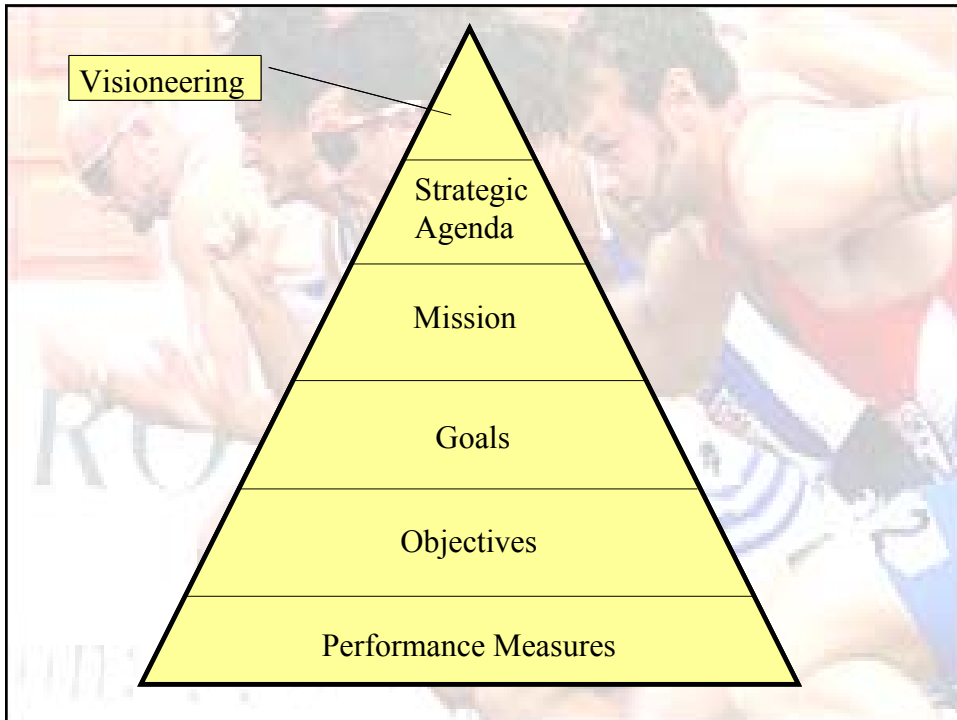 Visioneering
Strategic
Agenda
Mission
Goals
Objectives
Performance Measures